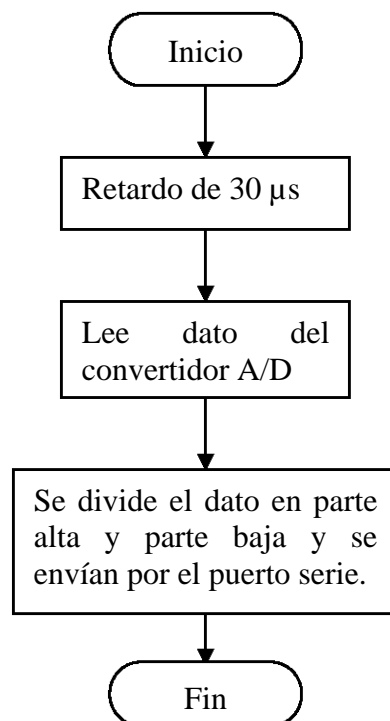 Inicio
Retardo de 30 µs
Lee dato del
convertidor A/D
Se divide el dato en parte
alta y parte baja y se
envían por el puerto serie.
Fin